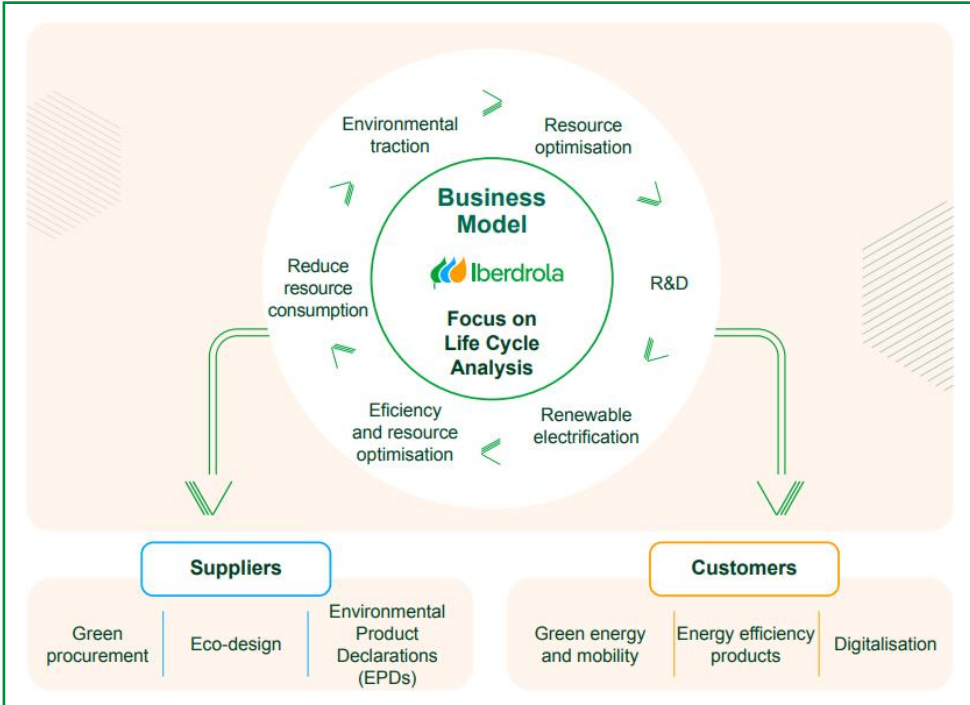 Environmental
traction
Resource
optimisation
Business
Model
Iberdrola
Focus on
Life Cycle
Analysis
Reduce
resource
consumption
R&D
Eficiency
and resource
optimisation
Renewable
electrification
Suppliers
Green
procurement
Eco-design
Environmental
Product
Declarations
(EPDs)
Customers
Green energy
and mobility
Energy efficiency
products
Digitalisation